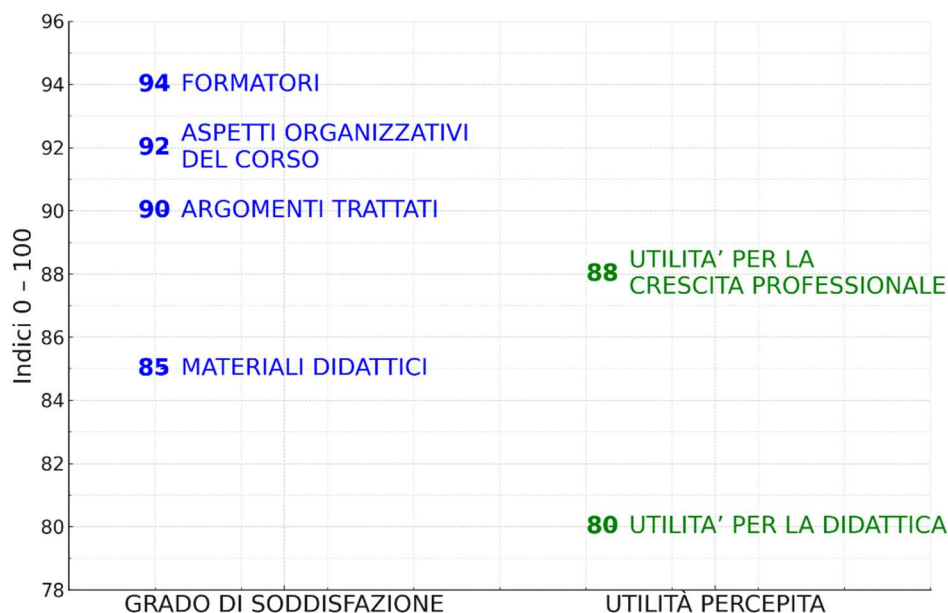 96
94
92
90
88
86
84
82
80
78
Indici 0 – 100
94 FORMATORI
92 ASPETTI ORGANIZZATIVI
DEL CORSO
90 ARGOMENTI TRATTATI
88 UTILITA’ PER LA
CRESCITA PROFESSIONALE
85 MATERIALI DIDATTICI
80 UTILITA’ PER LA DIDATTICA
GRADO DI SODDISFAZIONE
UTILITÀ PERCEPITA